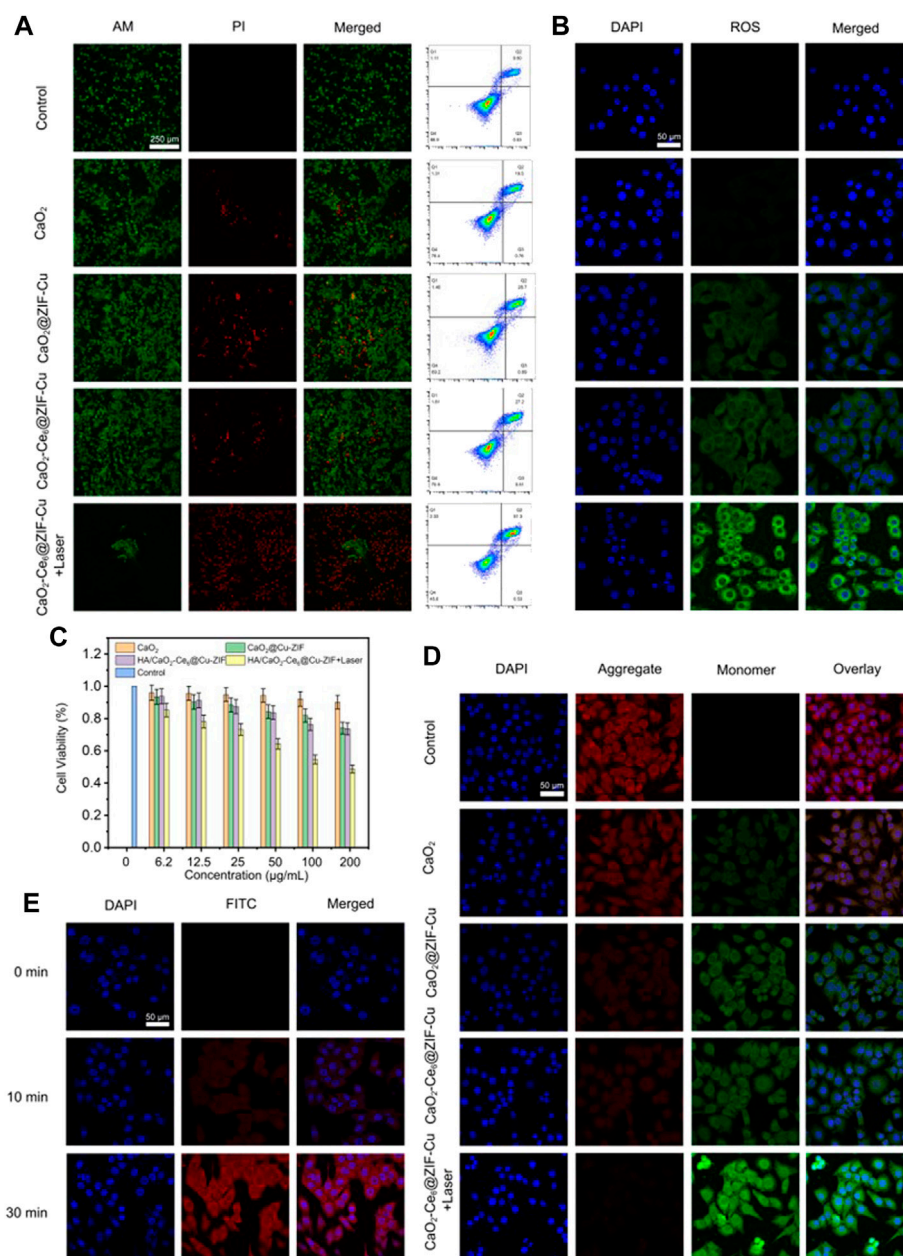 A
AM PI Merged
Control
250 µm
CaO₂
CaO₂@ZIF-Cu
CaO₂-Ce₆@ZIF-Cu
CaO₂-Ce₆@ZIF-Cu
+Laser
B
DAPI ROS Merged
50 µm
C
CaO₂ CaO₂@Cu-ZIF
HA/CaO₂-Ce₆@Cu-ZIF HA/CaO₂-Ce₆@Cu-ZIF+Laser
Control
Cell Viability (%)
1.0
0.8
0.6
0.4
0.2
0.0
0 6.2 12.5 25 50 100 200
Concentration (µg/mL)
D
DAPI Aggregate Monomer Overlay
Control
50 µm
CaO₂
CaO₂@ZIF-Cu
CaO₂-Ce₆@ZIF-Cu
CaO₂-Ce₆@ZIF-Cu
+Laser
E
DAPI FITC Merged
0 min
50 µm
10 min
30 min